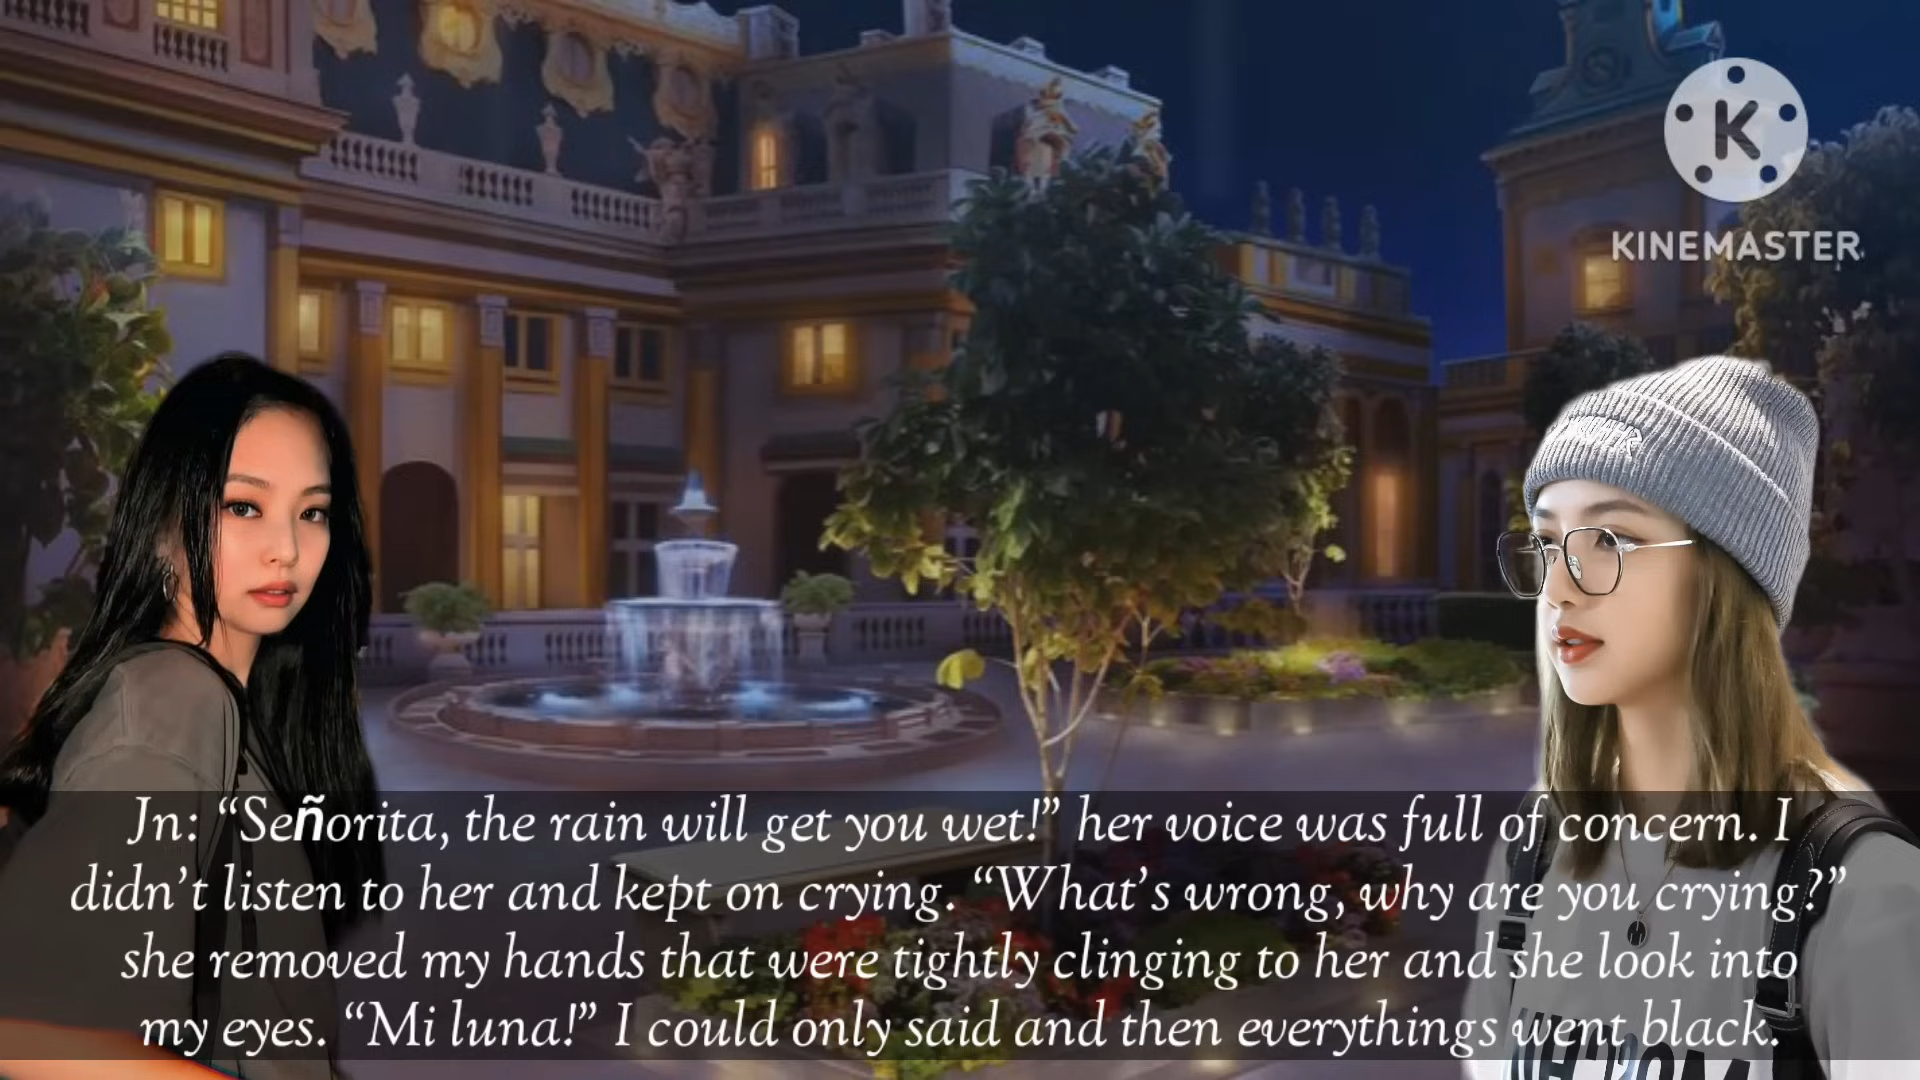 K
KINEMASTER
Jn: “Señorita, the rain will get you wet!” her voice was full of concern. I
didn’t listen to her and kept on crying. “What’s wrong, why are you crying?”
she removed my hands that were tightly clinging to her and she look into
my eyes. “Mi luna!” I could only said and then everythings went black.